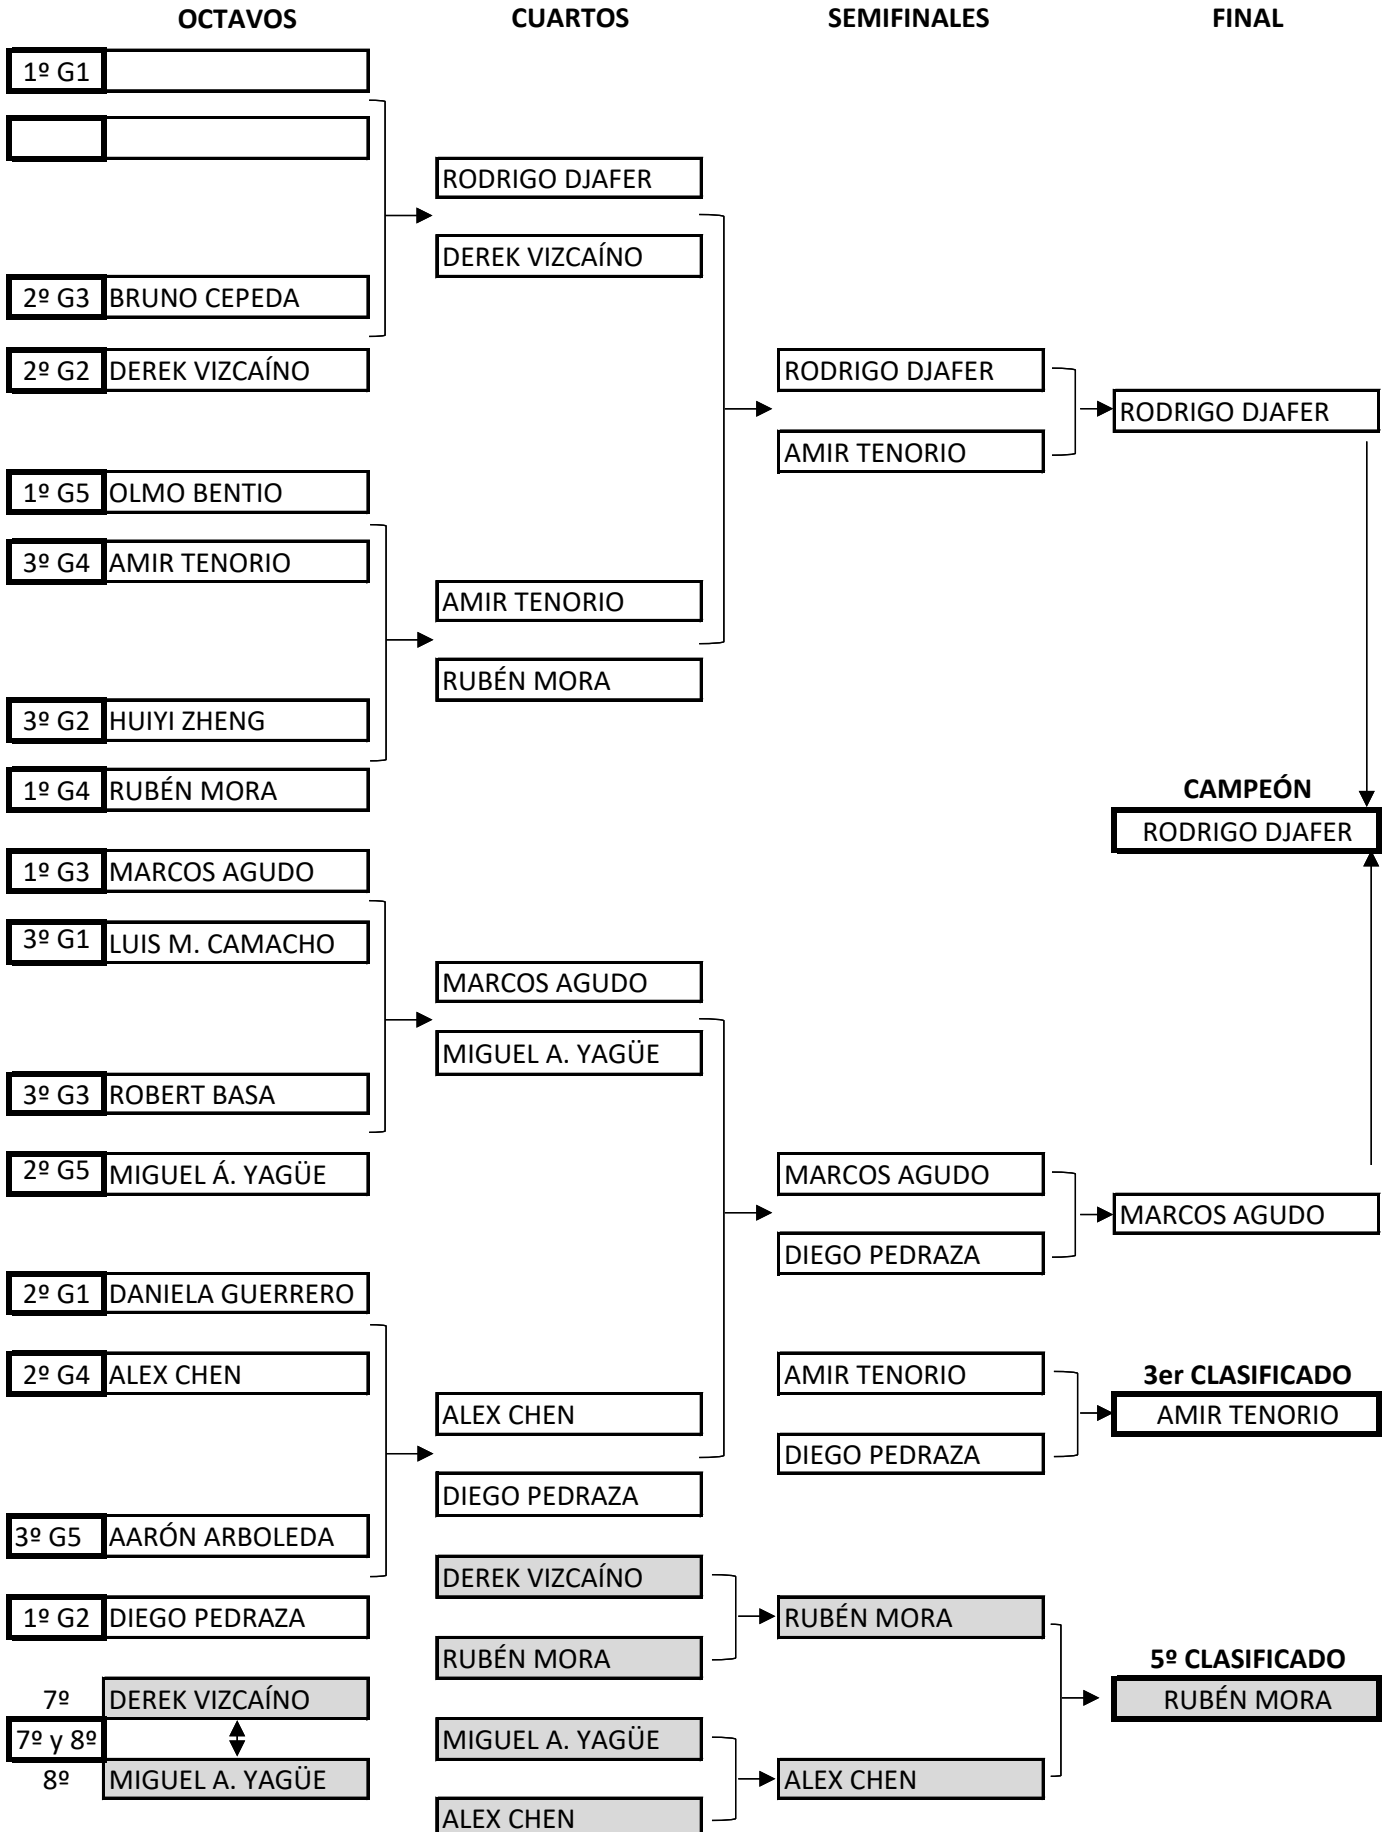 OCTAVOS CUARTOS SEMIFINALES FINAL
1º G1
RODRIGO DJAFER
DEREK VIZCAÍNO
2º G3 BRUNO CEPEDA
2º G2 DEREK VIZCAÍNO RODRIGO DJAFER
RODRIGO DJAFER
AMIR TENORIO
1º G5 OLMO BENTIO
3º G4 AMIR TENORIO
AMIR TENORIO
RUBÉN MORA
3º G2 HUIYI ZHENG
1º G4 RUBÉN MORA CAMPEÓN
RODRIGO DJAFER
1º G3 MARCOS AGUDO
3º G1 LUIS M. CAMACHO
MARCOS AGUDO
MIGUEL A. YAGÜE
3º G3 ROBERT BASA
2º G5 MIGUEL Á. YAGÜE MARCOS AGUDO
MARCOS AGUDO
DIEGO PEDRAZA
2º G1 DANIELA GUERRERO
2º G4 ALEX CHEN AMIR TENORIO 3er CLASIFICADO
ALEX CHEN AMIR TENORIO
DIEGO PEDRAZA
DIEGO PEDRAZA
3º G5 AARÓN ARBOLEDA
DEREK VIZCAÍNO
1º G2 DIEGO PEDRAZA RUBÉN MORA
RUBÉN MORA 5º CLASIFICADO
7º DEREK VIZCAÍNO RUBÉN MORA
7º y 8º MIGUEL A. YAGÜE
8º MIGUEL A. YAGÜE ALEX CHEN
ALEX CHEN